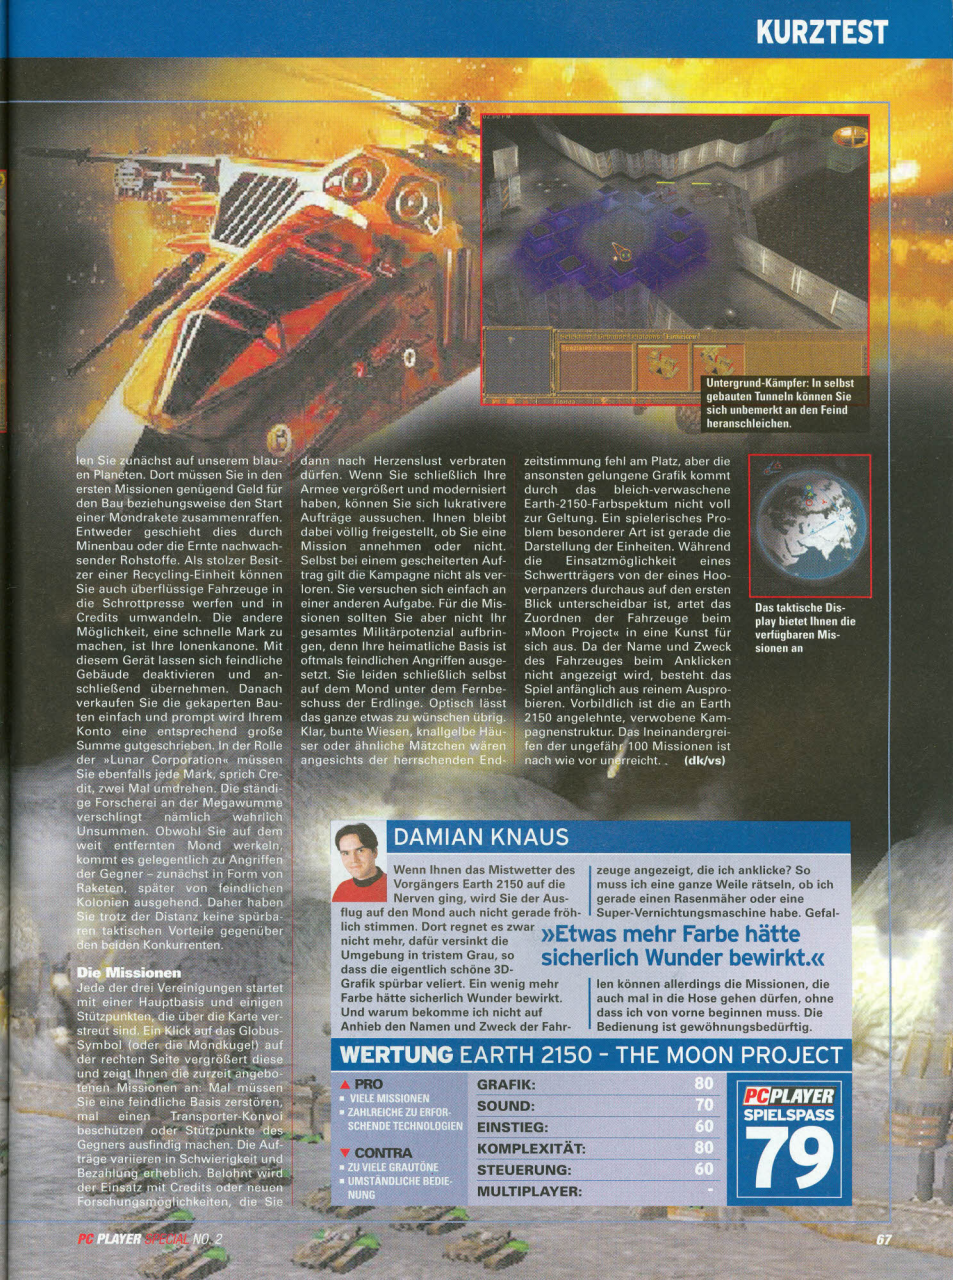 KURZTEST
Untergrund-Kämpfer: In selbst
gebauten Tunneln können Sie
sich unbemerkt an den Feind
heranschleichen.
len Sie zunächst auf unserem blau-
en Planeten. Dort müssen Sie in den
ersten Missionen genügend Geld für
den Bau beziehungsweise den Start
einer Mondrakete zusammenraffen.
Entweder geschieht dies durch
Minenbau oder die Ernte nachwach-
sender Rohstoffe. Als stolzer Besit-
zer einer Recycling-Einheit können
Sie auch überflüssige Fahrzeuge in
die Schrottpresse werfen und in
Credits umwandeln. Die andere
Möglichkeit, eine schnelle Mark zu
machen, ist Ihre Ionenkanone. Mit
diesem Gerät lassen sich feindliche
Gebäude deaktivieren und an-
schließend übernehmen. Danach
verkaufen Sie die gekaperten Bau-
ten einfach und prompt wird Ihrem
Konto eine entsprechend große
Summe gutgeschrieben. In der Rolle
der »Lunar Corporation« müssen
Sie ebenfalls jede Mark, sprich Cre-
dit, zwei Mal umdrehen. Die ständi-
ge Forscherei an der Megawumme
verschlingt nämlich wahrlich
Unsummen. Obwohl Sie auf dem
weit entfernten Mond werkeln,
kommt es gelegentlich zu Angriffen
der Gegner – zunächst in Form von
Raketen, später von feindlichen
Kolonien ausgehend. Daher haben
Sie trotz der Distanz keine spürba-
ren taktischen Vorteile gegenüber
den beiden Konkurrenten.
Die Missionen
Jede der drei Vereinigungen startet
mit einer Hauptbasis und einigen
Stützpunkten, die über die Karte ver-
streut sind. Ein Klick auf das Globus-
Symbol (oder die Mondkugel) auf
der rechten Seite vergrößert diese
und zeigt Ihnen die zurzeit angebo-
tenen Missionen an: Mal müssen
Sie eine feindliche Basis zerstören,
mal einen Transporter-Konvoi
beschützen oder Stützpunkte des
Gegners ausfindig machen. Die Auf-
träge variieren in Schwierigkeit und
Bezahlung erheblich. Belohnt wird
der Einsatz mit Credits oder neuen
Forschungsmöglichkeiten, die Sie
dann nach Herzenslust verbraten
dürfen. Wenn Sie schließlich Ihre
Armee vergrößert und modernisiert
haben, können Sie sich lukrativere
Aufträge aussuchen. Ihnen bleibt
dabei völlig freigestellt, ob Sie eine
Mission annehmen oder nicht.
Selbst bei einem gescheiterten Auf-
trag gilt die Kampagne nicht als ver-
loren. Sie versuchen sich einfach an
einer anderen Aufgabe. Für die Mis-
sionen sollten Sie aber nicht Ihr
gesamtes Militärpotenzial aufbrin-
gen, denn Ihre heimatliche Basis ist
oftmals feindlichen Angriffen ausge-
setzt. Sie leiden schließlich selbst
auf dem Mond unter dem Fernbe-
schuss der Erdlinge. Optisch lässt
das ganze etwas zu wünschen übrig.
Klar, bunte Wiesen, knallgelbe Häu-
ser oder ähnliche Mätzchen wären
angesichts der herrschenden End-
zeitstimmung fehl am Platz, aber die
ansonsten gelungene Grafik kommt
durch das bleich-verwaschene
Earth-2150-Farbspektum nicht voll
zur Geltung. Ein spielerisches Pro-
blem besonderer Art ist gerade die
Darstellung der Einheiten. Während
die Einsatzmöglichkeit eines
Schwertträgers von der eines Hoo-
verpanzers durchaus auf den ersten
Blick unterscheidbar ist, artet das
Zuordnen der Fahrzeuge beim
»Moon Project« in eine Kunst für
sich aus. Da der Name und Zweck
des Fahrzeuges beim Anklicken
nicht angezeigt wird, besteht das
Spiel anfänglich aus reinem Auspro-
bieren. Vorbildlich ist die an Earth
2150 angelehnte, verwobene Kam-
pagnenstruktur. Das Ineinandergrei-
fen der ungefähr 100 Missionen ist
nach wie vor unerreicht. . (dk/vs)
Das taktische Dis-
play bietet Ihnen die
verfügbaren Mis-
sionen an
DAMIAN KNAUS
Wenn Ihnen das Mistwetter des
Vorgängers Earth 2150 auf die
Nerven ging, wird Sie der Aus-
flug auf den Mond auch nicht gerade fröh-
lich stimmen. Dort regnet es zwar
nicht mehr, dafür versinkt die
Umgebung in tristem Grau, so
dass die eigentlich schöne 3D-
Grafik spürbar veliert. Ein wenig mehr
Farbe hätte sicherlich Wunder bewirkt.
Und warum bekomme ich nicht auf
Anhieb den Namen und Zweck der Fahr-
zeuge angezeigt, die ich anklicke? So
muss ich eine ganze Weile rätseln, ob ich
gerade einen Rasenmäher oder eine
Super-Vernichtungsmaschine habe. Gefal-
»Etwas mehr Farbe hätte
sicherlich Wunder bewirkt.«
len können allerdings die Missionen, die
auch mal in die Hose gehen dürfen, ohne
dass ich von vorne beginnen muss. Die
Bedienung ist gewöhnungsbedürftig.
WERTUNG EARTH 2150 – THE MOON PROJECT
▲ PRO
■ VIELE MISSIONEN
■ ZAHLREICHE ZU ERFOR-
SCHENDE TECHNOLOGIEN
▼ CONTRA
■ ZU VIELE GRAUTÖNE
■ UMSTÄNDLICHE BEDIE-
NUNG
GRAFIK: 80
SOUND: 70
EINSTIEG: 60
KOMPLEXITÄT: 80
STEUERUNG: 60
MULTIPLAYER: -
PC PLAYER
SPIELSPASS
79
PC PLAYER SPECIAL NO. 2
67